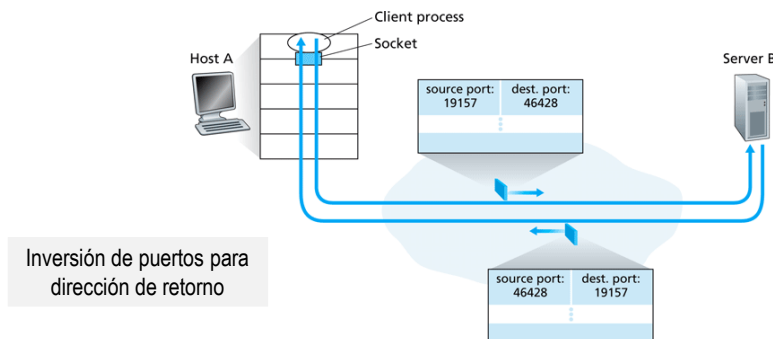 Client process
Socket
Host A
Server B
source port: dest. port:
19157 46428
Inversión de puertos para
dirección de retorno
source port: dest. port:
46428 19157